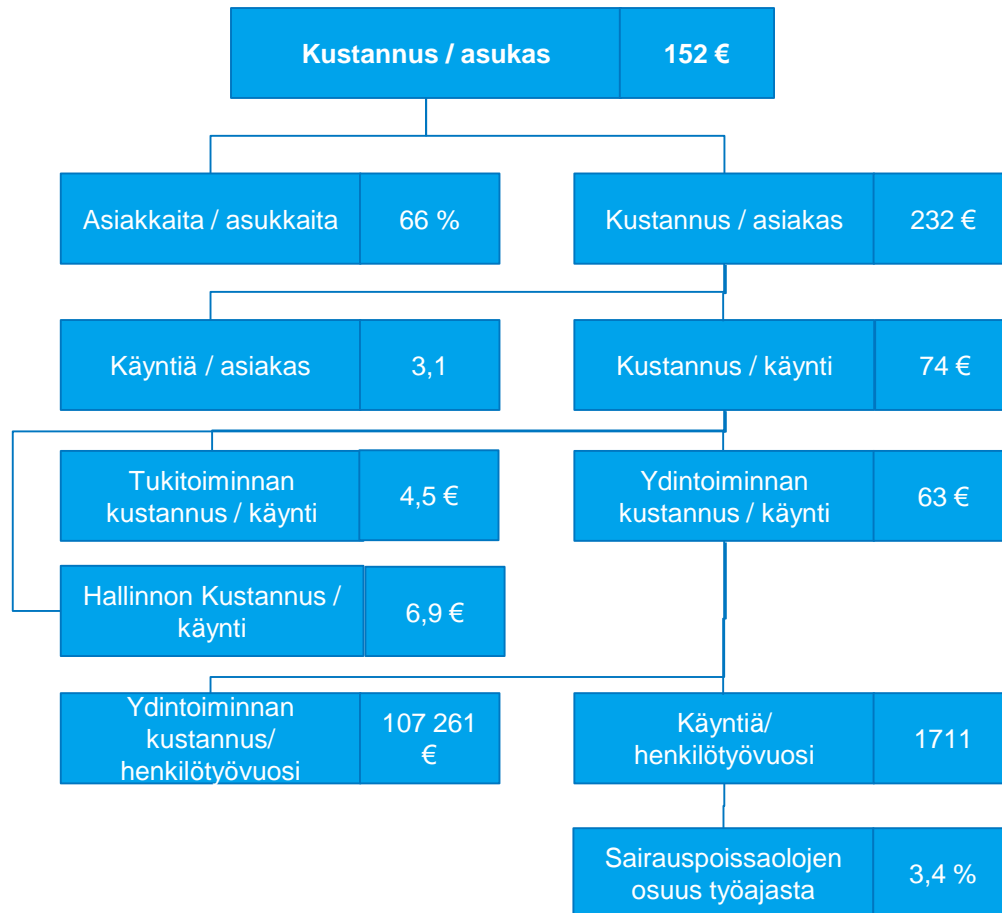 Kustannus / asukas
152 €
Asiakkaita / asukkaita
66 %
Kustannus / asiakas
232 €
Käyntiä / asiakas
3,1
Kustannus / käynti
74 €
Tukitoiminnan
kustannus / käynti
4,5 €
Ydintoiminnan
kustannus / käynti
63 €
Hallinnon Kustannus /
käynti
6,9 €
Ydintoiminnan
kustannus/
henkilötyövuosi
107 261
€
Käyntiä/
henkilötyövuosi
1711
Sairauspoissaolojen
osuus työajasta
3,4 %